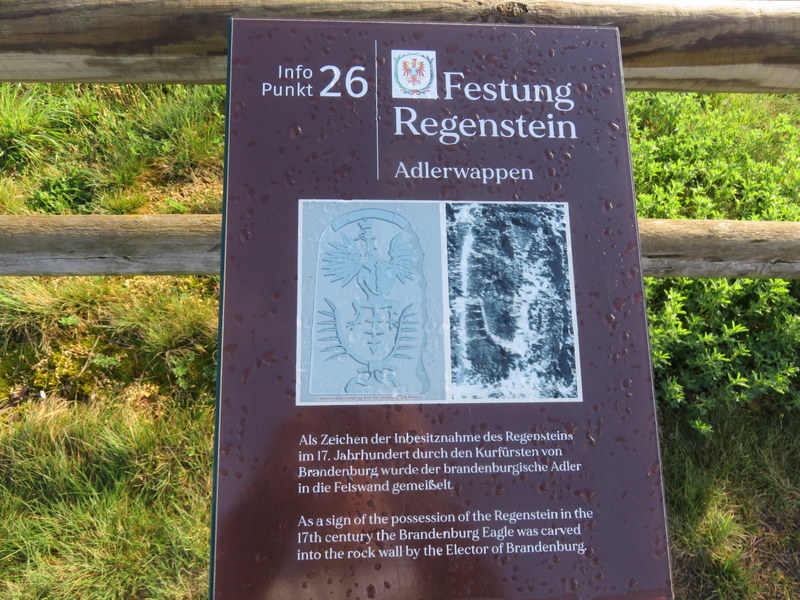 Info
Punkt 26
Festung
Regenstein
Adlerwappen
Als Zeichen der Inbesitznahme des Regensteins
im 17. Jahrhundert durch den Kurfürsten von
Brandenburg wurde der brandenburgische Adler
in die Felswand gemeißelt.
As a sign of the possession of the Regenstein in the
17th century the Brandenburg Eagle was carved
into the rock wall by the Elector of Brandenburg.